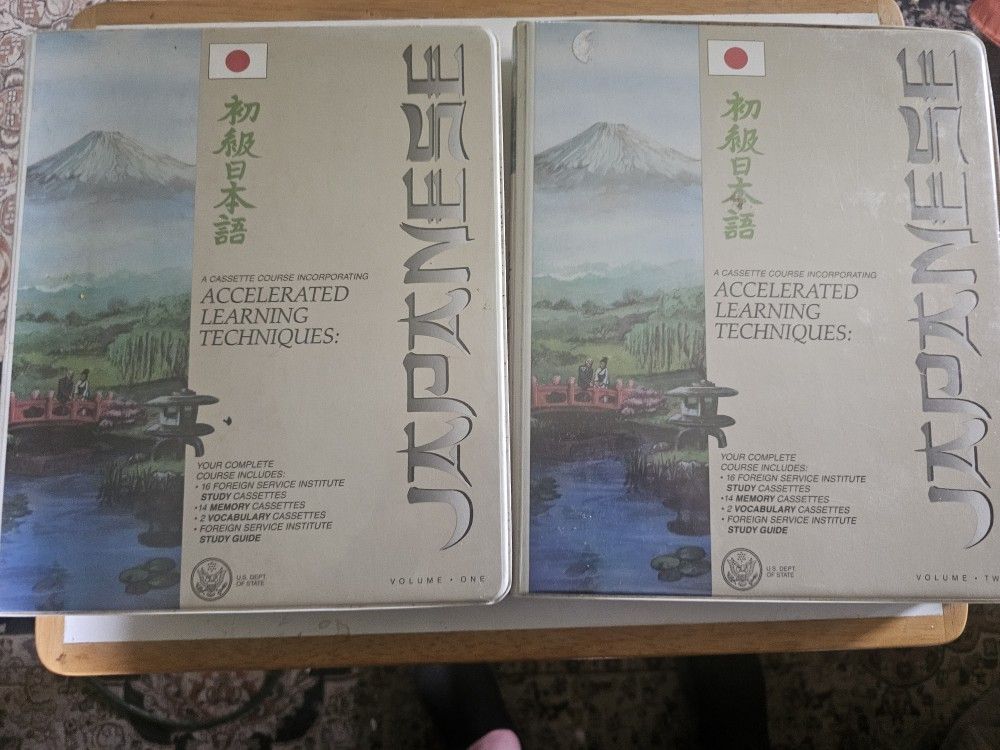 初級日本語
JAPANESE
A CASSETTE COURSE INCORPORATING
ACCELERATED
LEARNING
TECHNIQUES:
YOUR COMPLETE
COURSE INCLUDES:
• 16 FOREIGN SERVICE INSTITUTE
STUDY CASSETTES
• 14 MEMORY CASSETTES
• 2 VOCABULARY CASSETTES
• FOREIGN SERVICE INSTITUTE
STUDY GUIDE
U.S. DEPT.
OF STATE
VOLUME • ONE
初級日本語
JAPANESE
A CASSETTE COURSE INCORPORATING
ACCELERATED
LEARNING
TECHNIQUES:
YOUR COMPLETE
COURSE INCLUDES:
• 16 FOREIGN SERVICE INSTITUTE
STUDY CASSETTES
• 14 MEMORY CASSETTES
• 2 VOCABULARY CASSETTES
• FOREIGN SERVICE INSTITUTE
STUDY GUIDE
U.S. DEPT.
OF STATE
VOLUME • TW